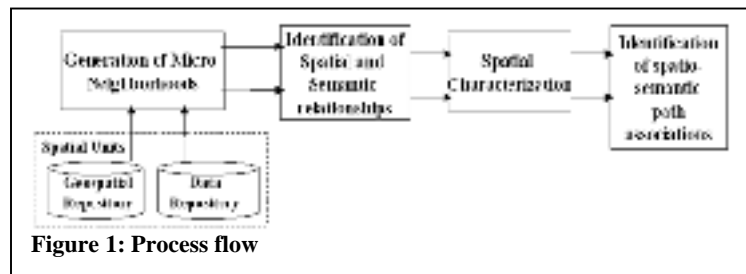 Generation of Micro
Neighborhoods
Identification of
Spatial and
Semantic
relationships
Spatial
Characterization
Identification
of spatio-
semantic
path
associations
Spatial Units
Geospatial
Repository
Data
Repository
Figure 1: Process flow